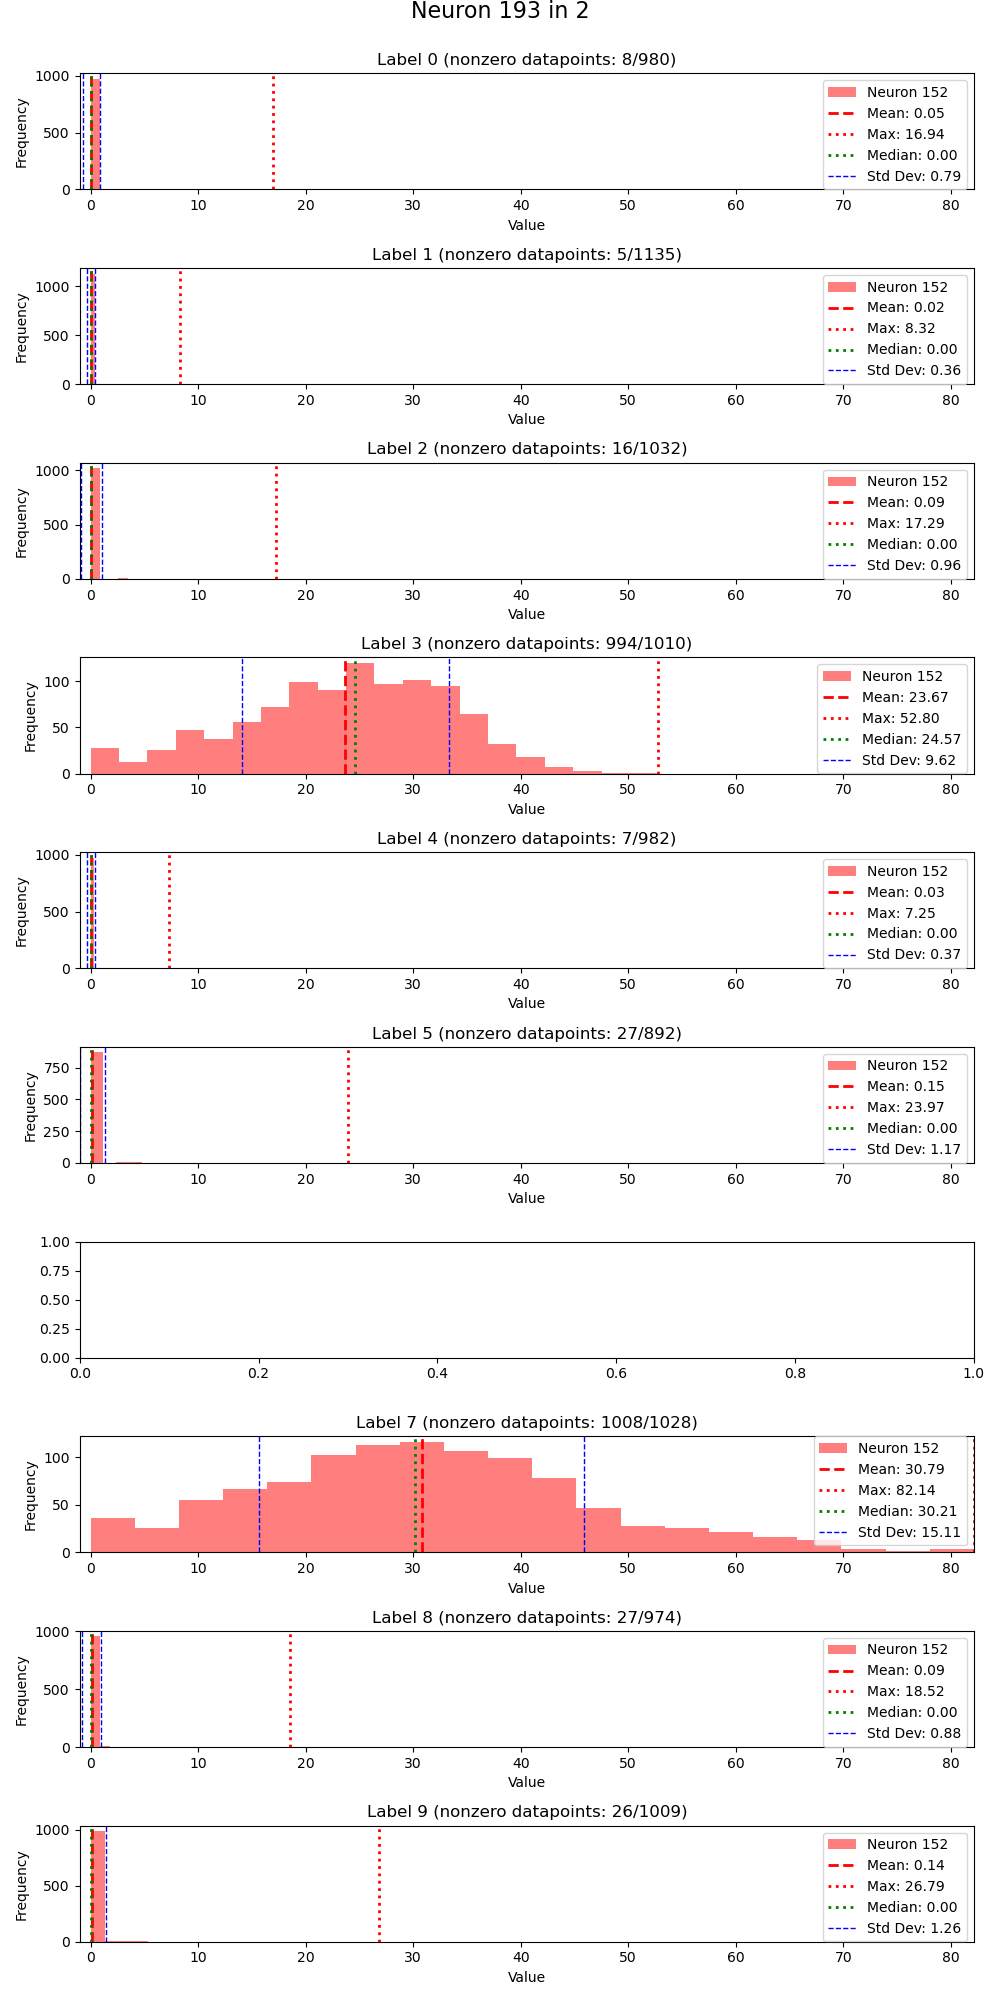 Neuron 193 in 2
Label 0 (nonzero datapoints: 8/980)
1000
500
0
Frequency
Neuron 152
Mean: 0.05
Max: 16.94
Median: 0.00
Std Dev: 0.79
0 10 20 30 40 50 60 70 80
Value
Label 1 (nonzero datapoints: 5/1135)
1000
500
0
Frequency
Neuron 152
Mean: 0.02
Max: 8.32
Median: 0.00
Std Dev: 0.36
0 10 20 30 40 50 60 70 80
Value
Label 2 (nonzero datapoints: 16/1032)
1000
500
0
Frequency
Neuron 152
Mean: 0.09
Max: 17.29
Median: 0.00
Std Dev: 0.96
0 10 20 30 40 50 60 70 80
Value
Label 3 (nonzero datapoints: 994/1010)
100
50
0
Frequency
Neuron 152
Mean: 23.67
Max: 52.80
Median: 24.57
Std Dev: 9.62
0 10 20 30 40 50 60 70 80
Value
Label 4 (nonzero datapoints: 7/982)
1000
500
0
Frequency
Neuron 152
Mean: 0.03
Max: 7.25
Median: 0.00
Std Dev: 0.37
0 10 20 30 40 50 60 70 80
Value
Label 5 (nonzero datapoints: 27/892)
750
500
250
0
Frequency
Neuron 152
Mean: 0.15
Max: 23.97
Median: 0.00
Std Dev: 1.17
0 10 20 30 40 50 60 70 80
Value
1.00
0.75
0.50
0.25
0.00
0.0 0.2 0.4 0.6 0.8 1.0
Label 7 (nonzero datapoints: 1008/1028)
100
50
0
Frequency
Neuron 152
Mean: 30.79
Max: 82.14
Median: 30.21
Std Dev: 15.11
0 10 20 30 40 50 60 70 80
Value
Label 8 (nonzero datapoints: 27/974)
1000
500
0
Frequency
Neuron 152
Mean: 0.09
Max: 18.52
Median: 0.00
Std Dev: 0.88
0 10 20 30 40 50 60 70 80
Value
Label 9 (nonzero datapoints: 26/1009)
1000
500
0
Frequency
Neuron 152
Mean: 0.14
Max: 26.79
Median: 0.00
Std Dev: 1.26
0 10 20 30 40 50 60 70 80
Value